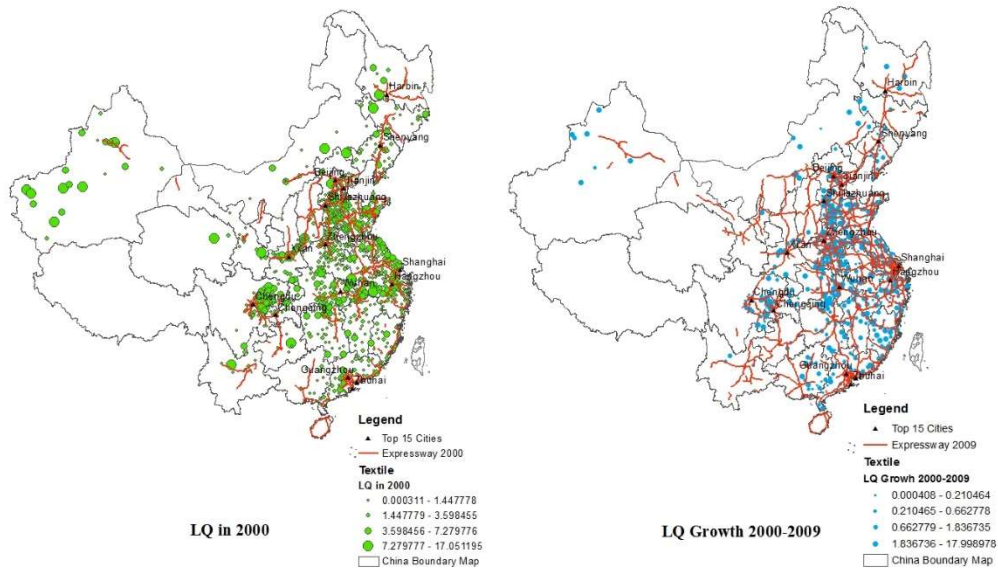 Harbin
Shenyang
Beijing
Tianjin
Shijiazhuang
Zhengzhou
Xian
Shanghai
Hangzhou
Wuhan
Chengdu
Chongqing
Guangzhou
Zhuhai
Legend
Top 15 Cities
Expressway 2000
Textile
LQ in 2000
0.000311 - 1.447778
1.447779 - 3.598455
3.598456 - 7.279776
7.279777 - 17.051195
China Boundary Map
LQ in 2000
Harbin
Shenyang
Beijing
Tianjin
Shijiazhuang
Zhengzhou
Xian
Shanghai
Hangzhou
Wuhan
Chengdu
Chongqing
Guangzhou
Zhuhai
Legend
Top 15 Cities
Expressway 2009
Textile
LQ Growh 2000-2009
0.000408 - 0.210464
0.210465 - 0.662778
0.662779 - 1.836735
1.836736 - 17.998978
China Boundary Map
LQ Growth 2000-2009